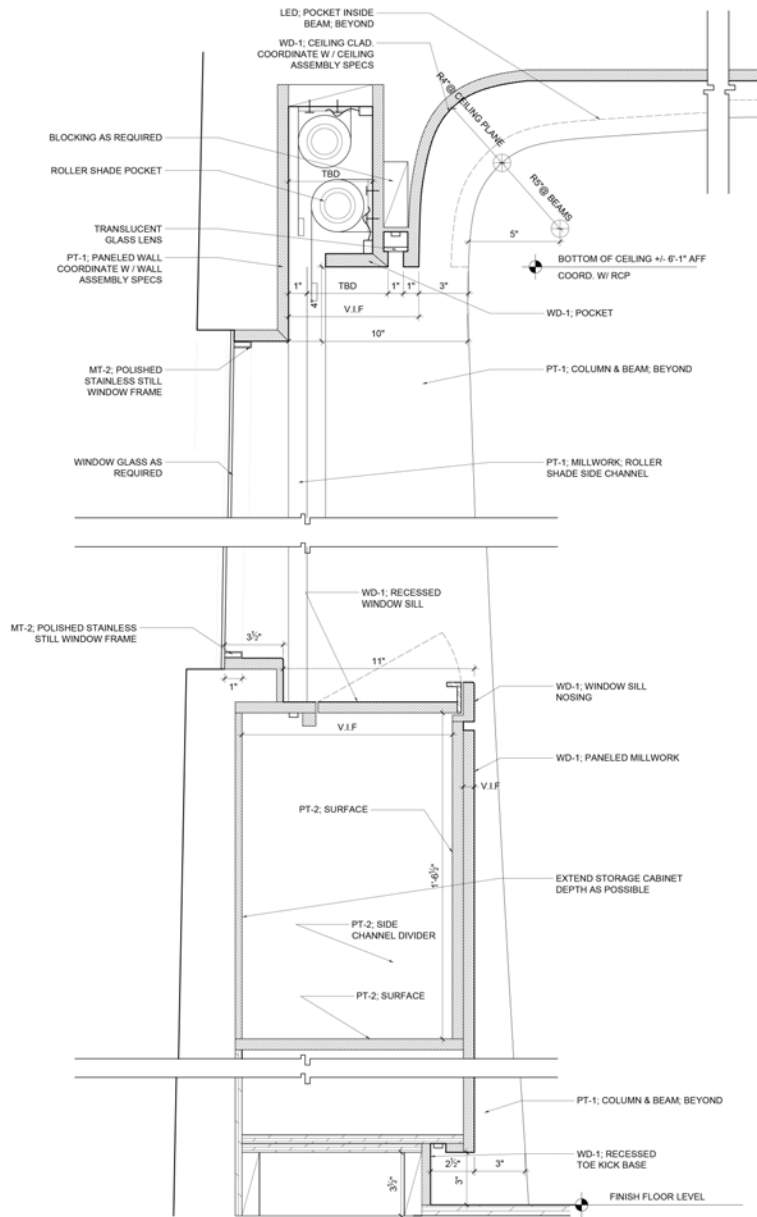 LED; POCKET INSIDE
BEAM; BEYOND
WD-1; CEILING CLAD.
COORDINATE W / CEILING
ASSEMBLY SPECS
R4"@ CEILING PLANE
BLOCKING AS REQUIRED
ROLLER SHADE POCKET
TBD
R5"@ BEAMS
TRANSLUCENT
GLASS LENS
5"
PT-1; PANELED WALL
COORDINATE W / WALL
ASSEMBLY SPECS
BOTTOM OF CEILING +/- 6'-1" AFF
COORD. W/ RCP
1"
4"
TBD
1"
1"
3"
V.I.F
WD-1; POCKET
10"
MT-2; POLISHED
STAINLESS STILL
WINDOW FRAME
PT-1; COLUMN & BEAM; BEYOND
WINDOW GLASS AS
REQUIRED
PT-1; MILLWORK; ROLLER
SHADE SIDE CHANNEL
WD-1; RECESSED
WINDOW SILL
MT-2; POLISHED STAINLESS
STILL WINDOW FRAME
3½"
11"
1"
WD-1; WINDOW SILL
NOSING
V.I.F
WD-1; PANELED MILLWORK
V.I.F
PT-2; SURFACE
1'-6½"
EXTEND STORAGE CABINET
DEPTH AS POSSIBLE
PT-2; SIDE
CHANNEL DIVIDER
PT-2; SURFACE
PT-1; COLUMN & BEAM; BEYOND
WD-1; RECESSED
TOE KICK BASE
2½"
3"
3½"
3"
FINISH FLOOR LEVEL